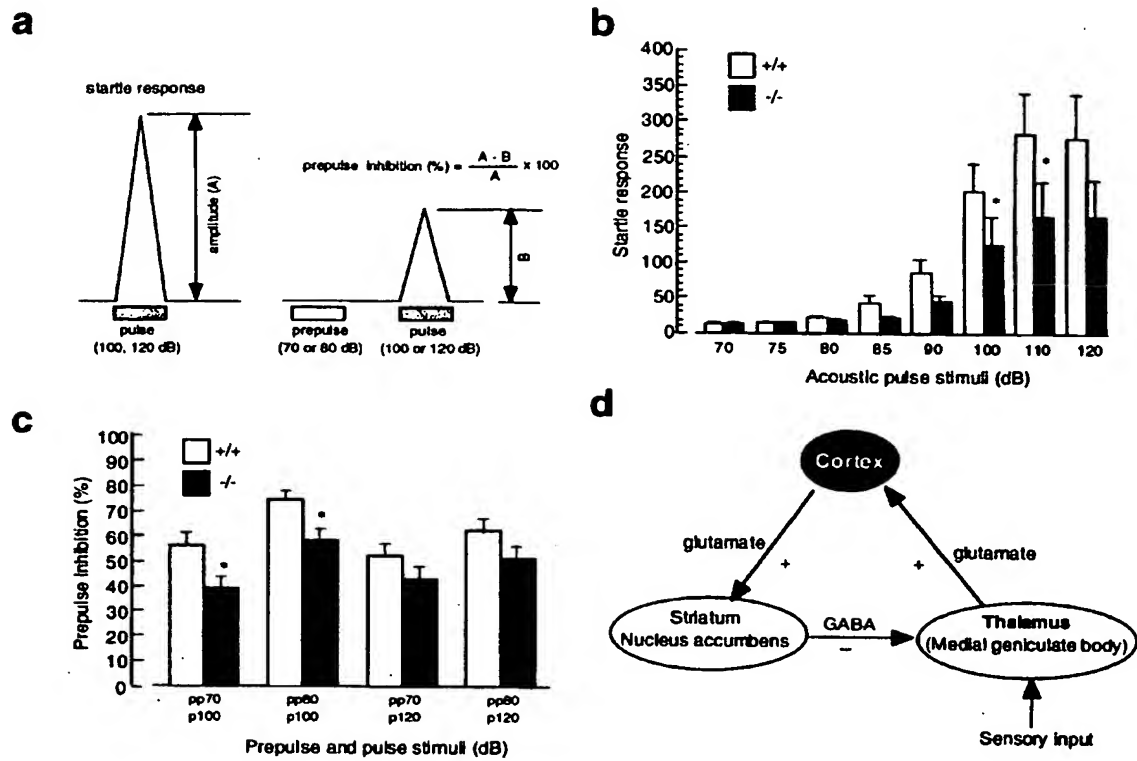 a
startle response
amplitude (A)
pulse
(100, 120 dB)
prepulse inhibition (%) = A - B / A x 100
B
prepulse
(70 or 80 dB)
pulse
(100 or 120 dB)
b
Startle response
400
350
300
250
200
150
100
50
0
+/+
-/-
*
*
70 75 80 85 90 100 110 120
Acoustic pulse stimuli (dB)
c
Prepulse inhibition (%)
100
90
80
70
60
50
40
30
20
10
0
+/+
-/-
*
*
pp70 pp80 pp70 pp80
p100 p100 p120 p120
Prepulse and pulse stimuli (dB)
d
Cortex
glutamate
+
+
glutamate
Striatum
Nucleus accumbens
GABA
−
Thalamus
(Medial geniculate body)
Sensory input